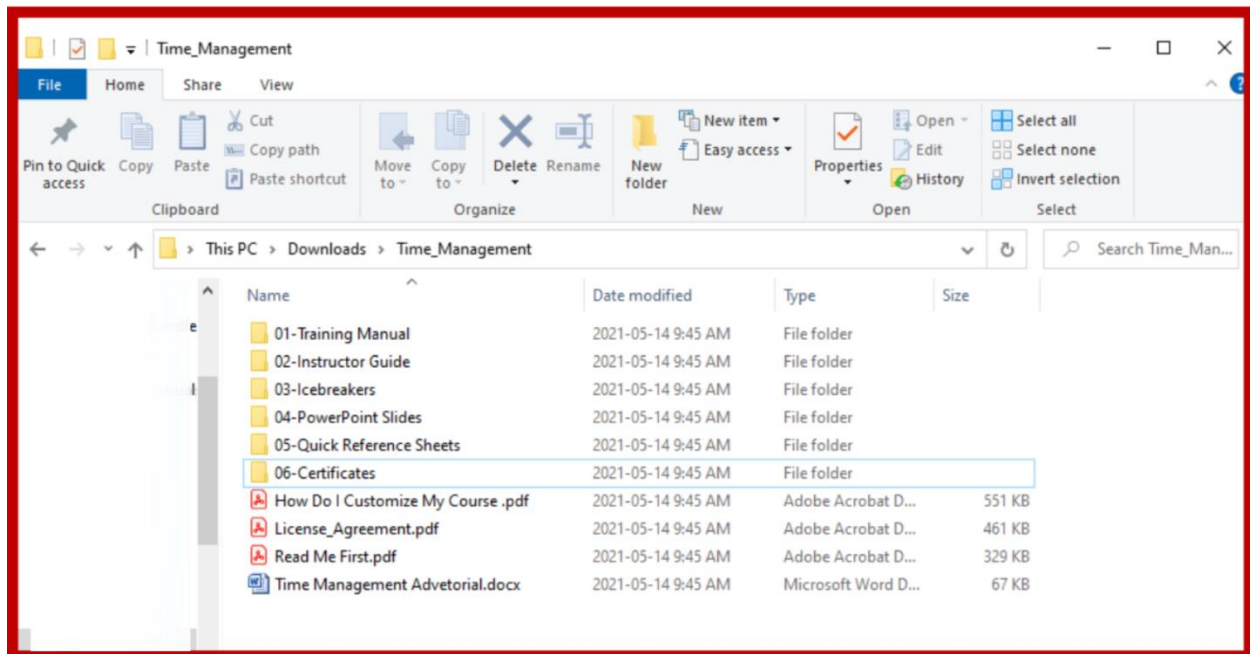 Time_Management
File Home Share View
Pin to Quick access
Copy
Paste
Cut
Copy path
Paste shortcut
Move to
Copy to
Delete
Rename
New folder
New item
Easy access
Properties
Open
Edit
History
Select all
Select none
Invert selection
Clipboard Organize New Open Select
This PC > Downloads > Time_Management Search Time_Man...
Name Date modified Type Size
01-Training Manual 2021-05-14 9:45 AM File folder
02-Instructor Guide 2021-05-14 9:45 AM File folder
03-Icebreakers 2021-05-14 9:45 AM File folder
04-PowerPoint Slides 2021-05-14 9:45 AM File folder
05-Quick Reference Sheets 2021-05-14 9:45 AM File folder
06-Certificates 2021-05-14 9:45 AM File folder
How Do I Customize My Course .pdf 2021-05-14 9:45 AM Adobe Acrobat D... 551 KB
License_Agreement.pdf 2021-05-14 9:45 AM Adobe Acrobat D... 461 KB
Read Me First.pdf 2021-05-14 9:45 AM Adobe Acrobat D... 329 KB
Time Management Advetorial.docx 2021-05-14 9:45 AM Microsoft Word D... 67 KB